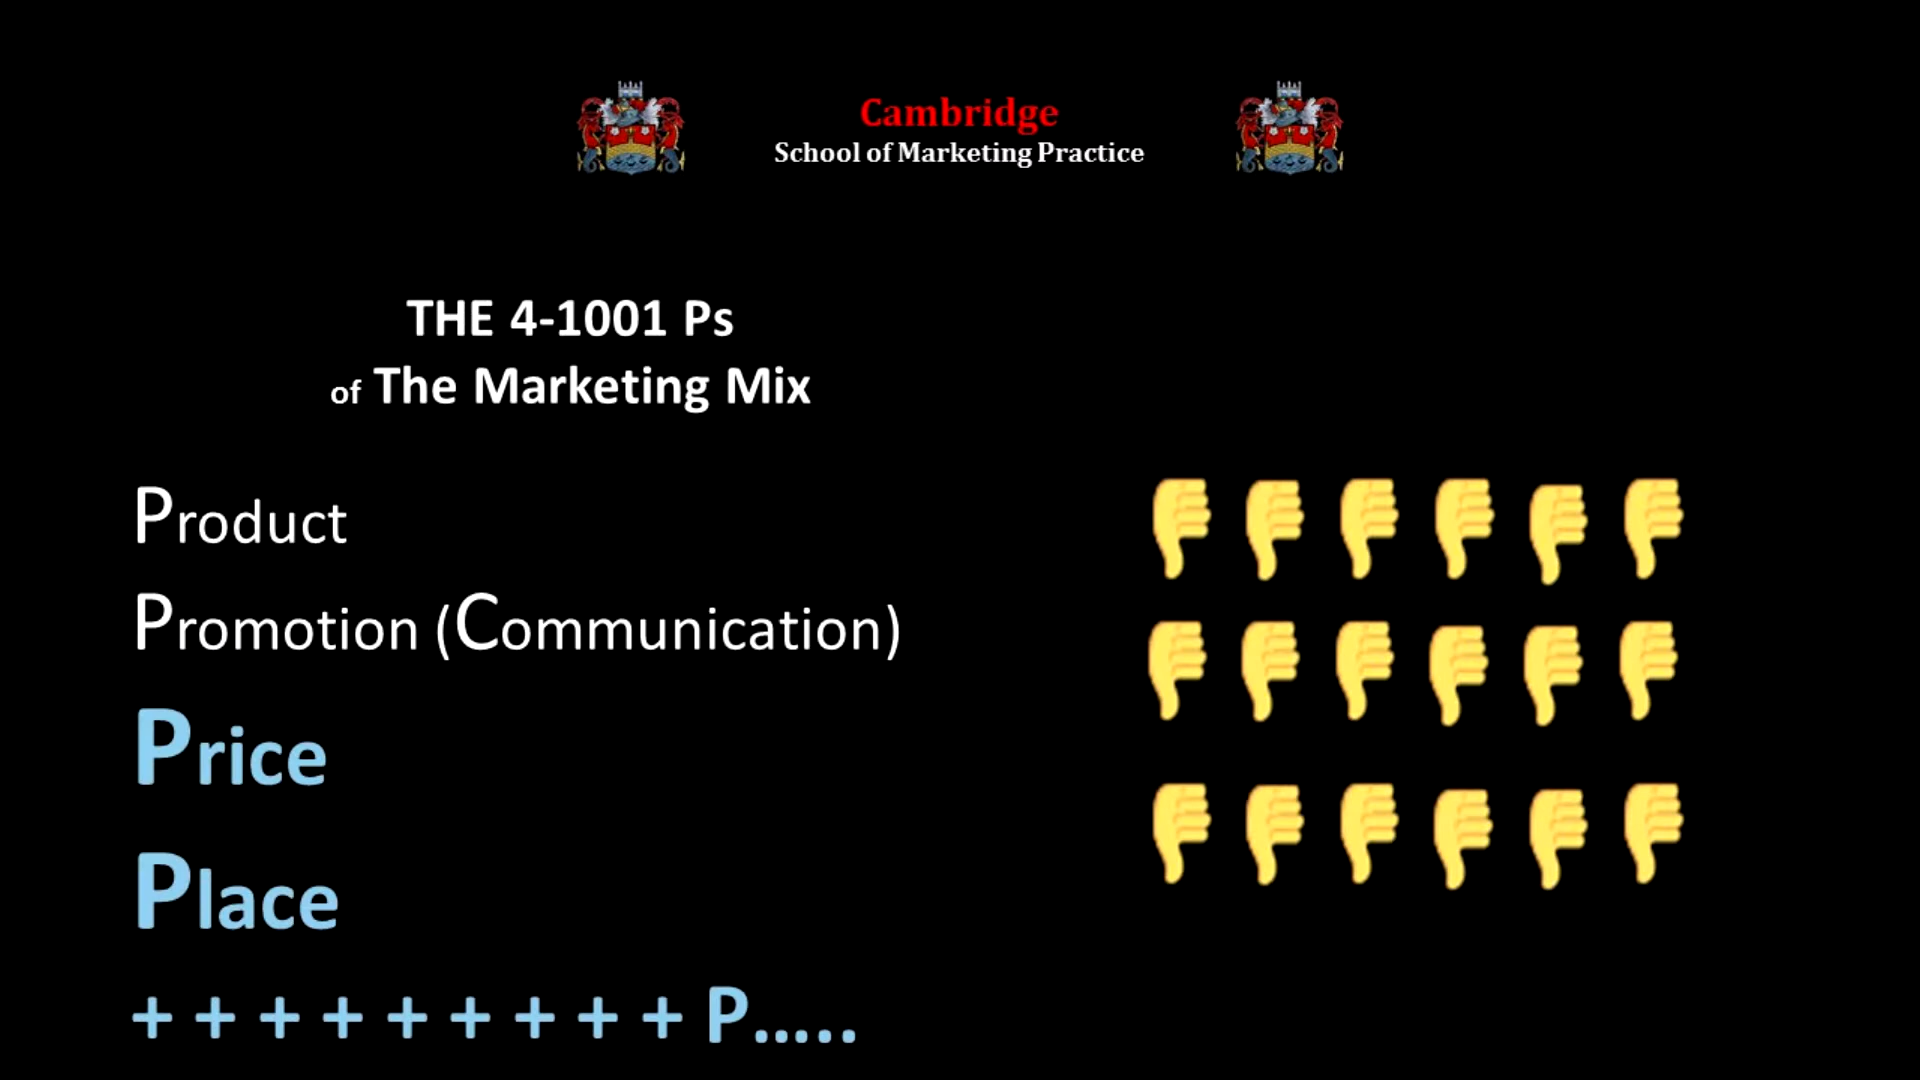 Cambridge
School of Marketing Practice
THE 4-1001 Ps
of The Marketing Mix
Product
Promotion (Communication)
Price
Place
+ + + + + + + + + P.....